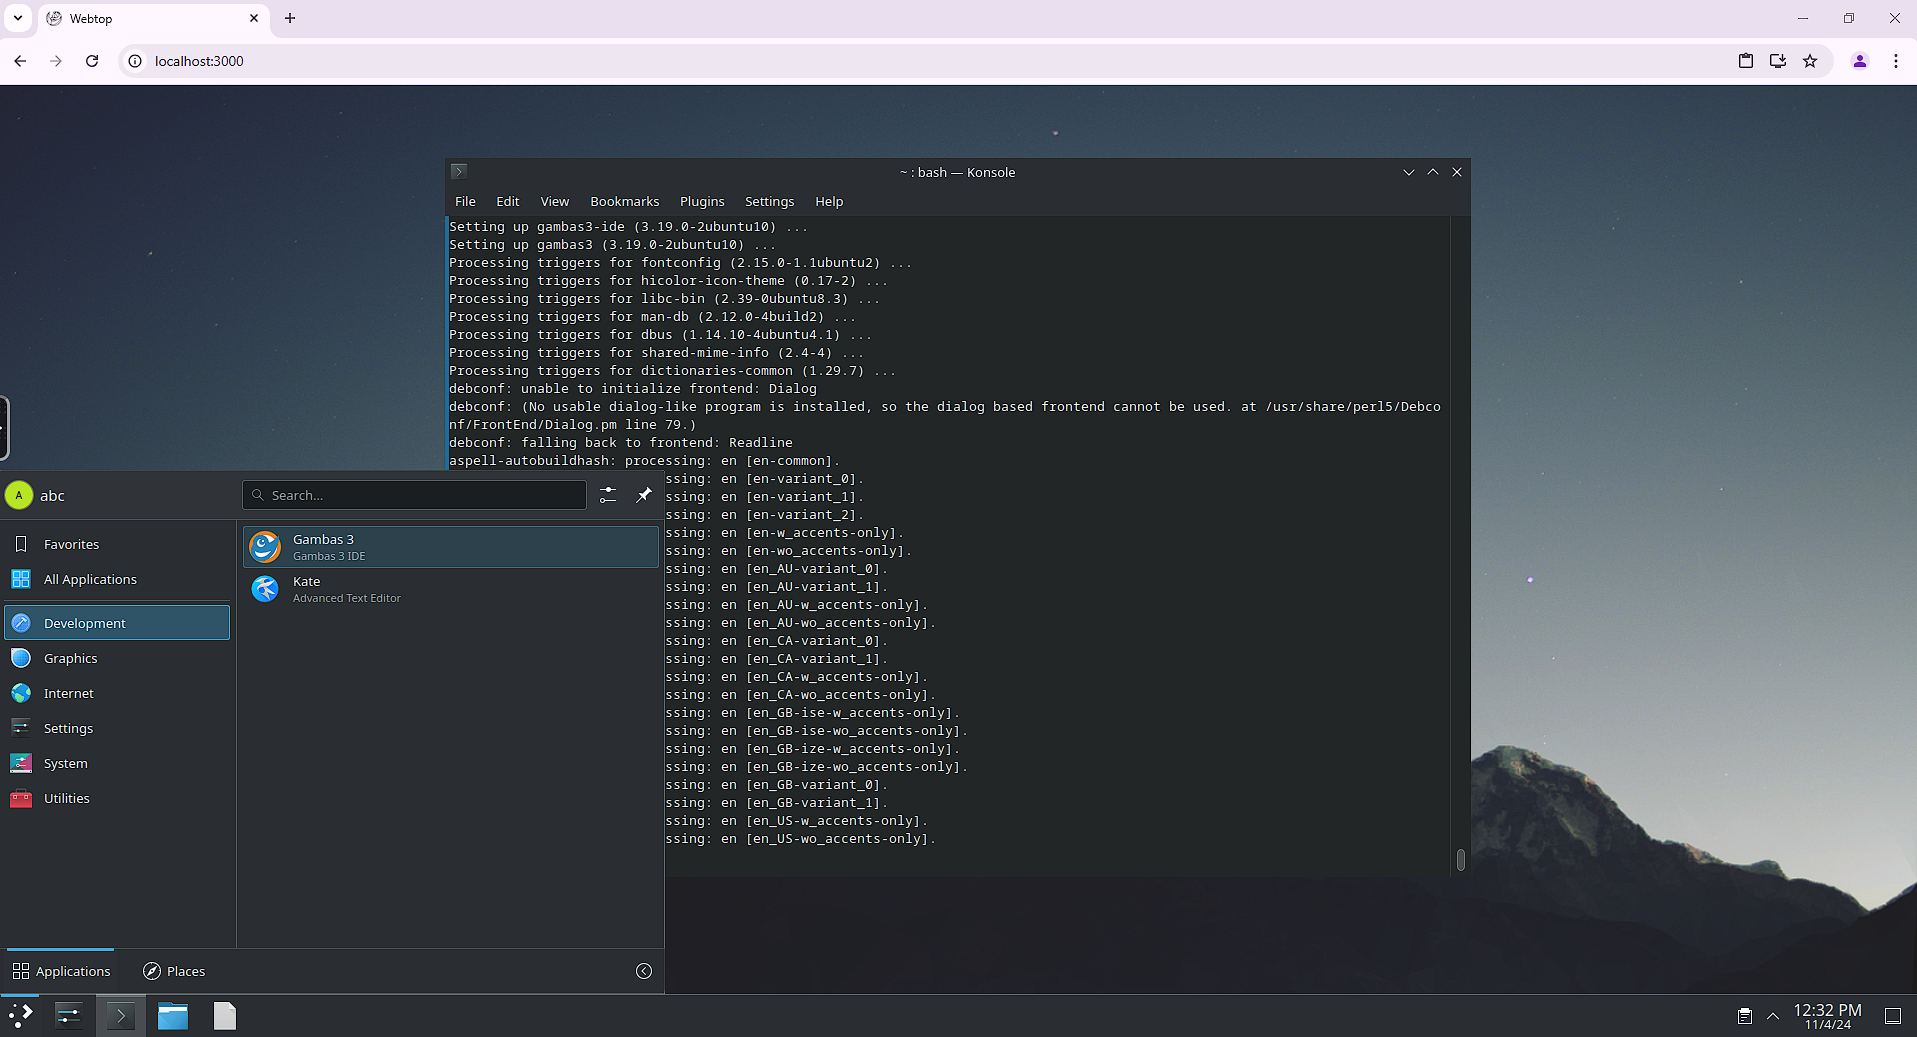 Webtop
localhost:3000
~ : bash — Konsole
File Edit View Bookmarks Plugins Settings Help
Setting up gambas3-ide (3.19.0-2ubuntu10) ...
Setting up gambas3 (3.19.0-2ubuntu10) ...
Processing triggers for fontconfig (2.15.0-1.1ubuntu2) ...
Processing triggers for hicolor-icon-theme (0.17-2) ...
Processing triggers for libc-bin (2.39-0ubuntu8.3) ...
Processing triggers for man-db (2.12.0-4build2) ...
Processing triggers for dbus (1.14.10-4ubuntu4.1) ...
Processing triggers for shared-mime-info (2.4-4) ...
Processing triggers for dictionaries-common (1.29.7) ...
debconf: unable to initialize frontend: Dialog
debconf: (No usable dialog-like program is installed, so the dialog based frontend cannot be used. at /usr/share/perl5/Debco
nf/FrontEnd/Dialog.pm line 79.)
debconf: falling back to frontend: Readline
aspell-autobuildhash: processing: en [en-common].
ssing: en [en-variant_0].
ssing: en [en-variant_1].
ssing: en [en-variant_2].
ssing: en [en-w_accents-only].
ssing: en [en-wo_accents-only].
ssing: en [en_AU-variant_0].
ssing: en [en_AU-variant_1].
ssing: en [en_AU-w_accents-only].
ssing: en [en_AU-wo_accents-only].
ssing: en [en_CA-variant_0].
ssing: en [en_CA-variant_1].
ssing: en [en_CA-w_accents-only].
ssing: en [en_CA-wo_accents-only].
ssing: en [en_GB-ise-w_accents-only].
ssing: en [en_GB-ise-wo_accents-only].
ssing: en [en_GB-ize-w_accents-only].
ssing: en [en_GB-ize-wo_accents-only].
ssing: en [en_GB-variant_0].
ssing: en [en_GB-variant_1].
ssing: en [en_US-w_accents-only].
ssing: en [en_US-wo_accents-only].
A abc
Search...
Favorites
All Applications
Development
Graphics
Internet
Settings
System
Utilities
Gambas 3
Gambas 3 IDE
Kate
Advanced Text Editor
Applications Places
12:32 PM
11/4/24